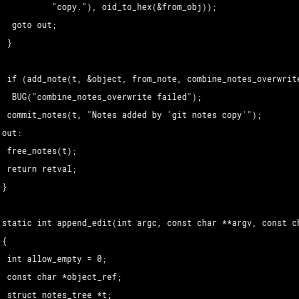 "copy."), oid_to_hex(&from_obj));
goto out;
}
if (add_note(t, &object, from_note, combine_notes_overwrite
BUG("combine_notes_overwrite failed");
commit_notes(t, "Notes added by 'git notes copy'");
out:
free_notes(t);
return retval;
}
static int append_edit(int argc, const char **argv, const ch
{
int allow_empty = 0;
const char *object_ref;
struct notes_tree *t;